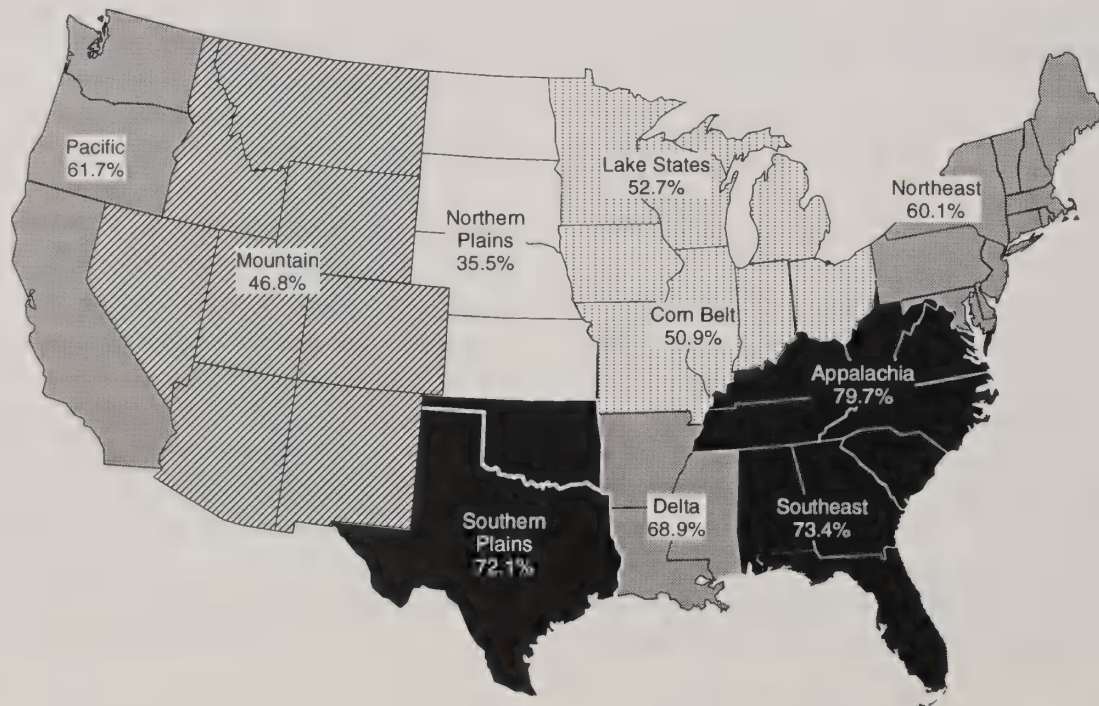 Pacific
61.7%
Mountain
46.8%
Northern
Plains
35.5%
Lake States
52.7%
Corn Belt
50.9%
Northeast
60.1%
Appalachia
79.7%
Southeast
73.4%
Delta
68.9%
Southern
Plains
72.1%